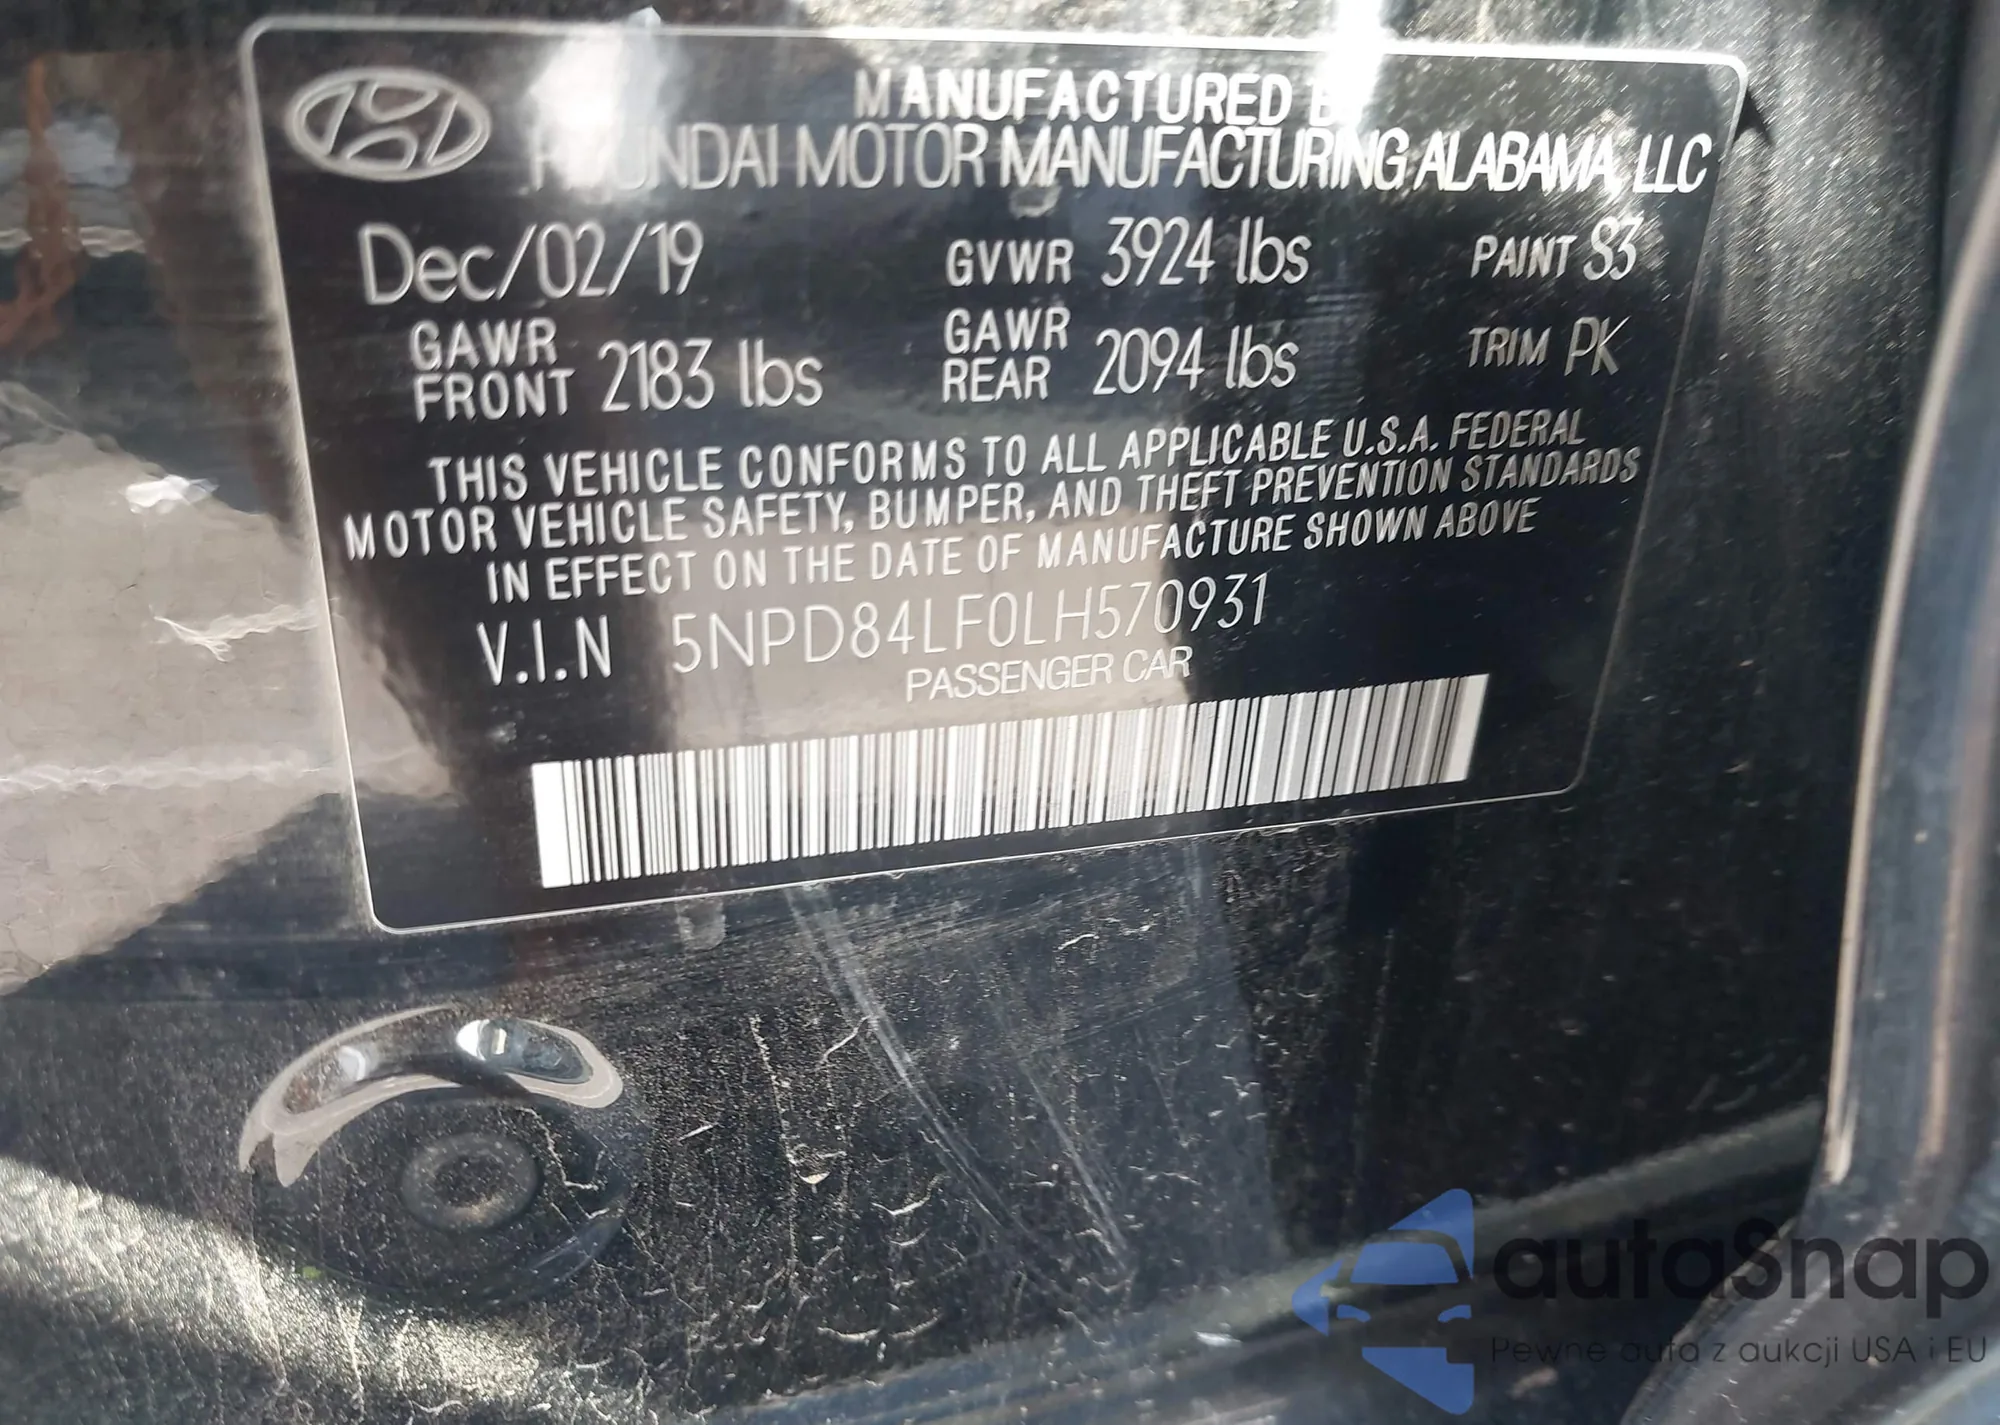 MANUFACTURED B
HYUNDAI MOTOR MANUFACTURING ALABAMA, LLC
Dec/02/19 GVWR 3924 lbs PAINT S3
GAWR FRONT 2183 lbs GAWR REAR 2094 lbs TRIM PK
THIS VEHICLE CONFORMS TO ALL APPLICABLE U.S.A. FEDERAL
MOTOR VEHICLE SAFETY, BUMPER, AND THEFT PREVENTION STANDARDS
IN EFFECT ON THE DATE OF MANUFACTURE SHOWN ABOVE
V.I.N 5NPD84LF0LH570931
PASSENGER CAR
autaSnap
Pewne auta z aukcji USA i EU